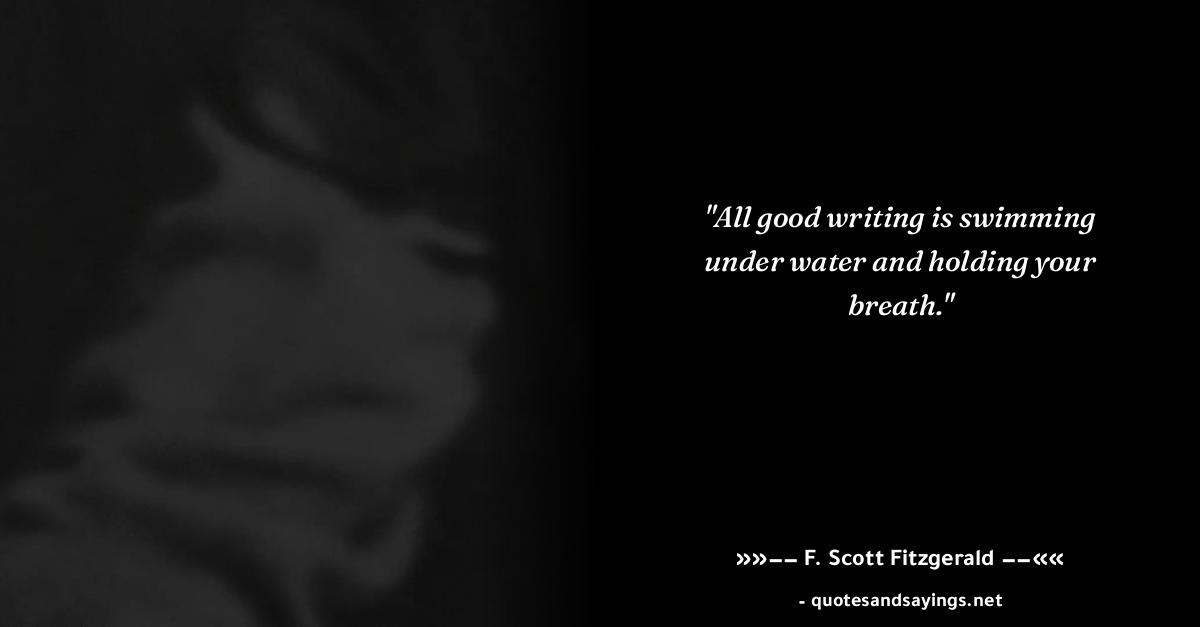 "All good writing is swimming
under water and holding your
breath."
»»–– F. Scott Fitzgerald ––««
- quotesandsayings.net